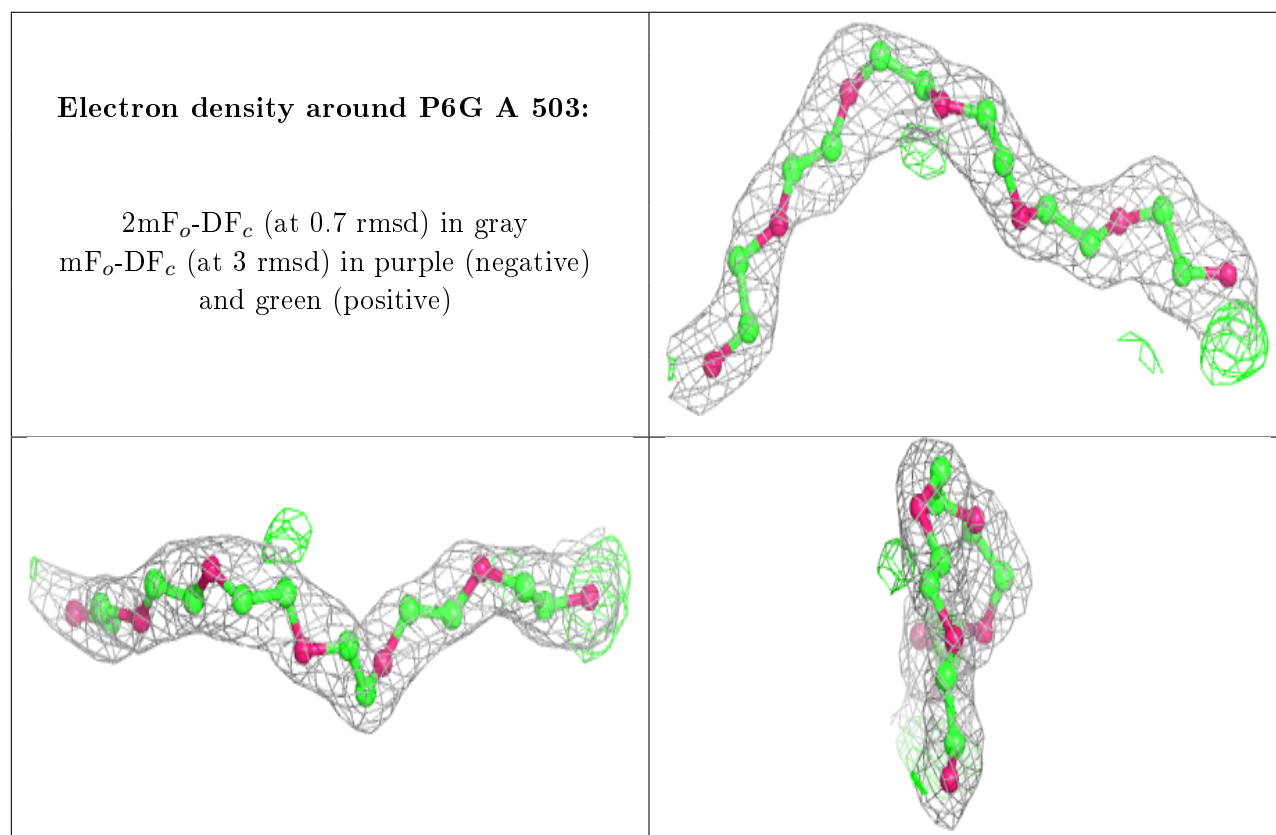 Electron density around P6G A 503:
2mFₒ-DF𝑐 (at 0.7 rmsd) in gray
mFₒ-DF𝑐 (at 3 rmsd) in purple (negative)
and green (positive)